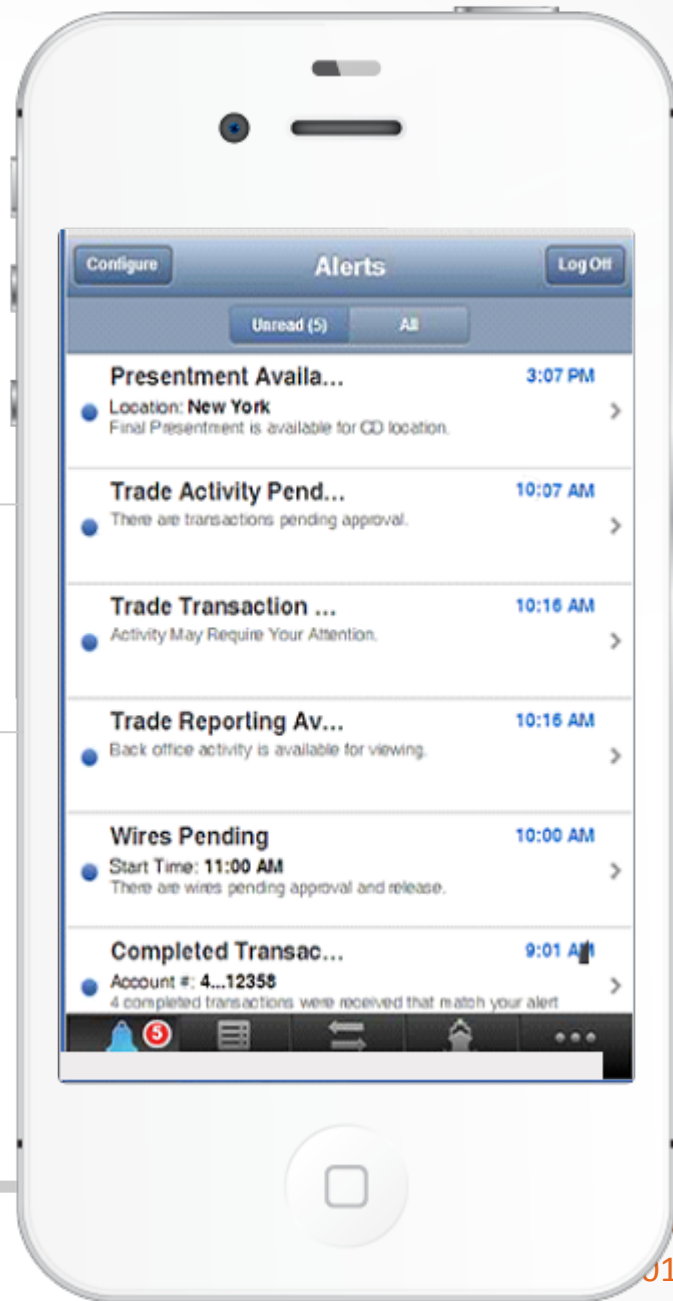 Configure Alerts Log Off
Unread (5) All
Presentment Availa... 3:07 PM
Location: New York
Final Presentment is available for CD location.
Trade Activity Pend... 10:07 AM
There are transactions pending approval.
Trade Transaction ... 10:16 AM
Activity May Require Your Attention.
Trade Reporting Av... 10:16 AM
Back office activity is available for viewing.
Wires Pending 10:00 AM
Start Time: 11:00 AM
There are wires pending approval and release.
Completed Transac... 9:01 AM
Account #: 4...12358
4 completed transactions were received that match your alert
5